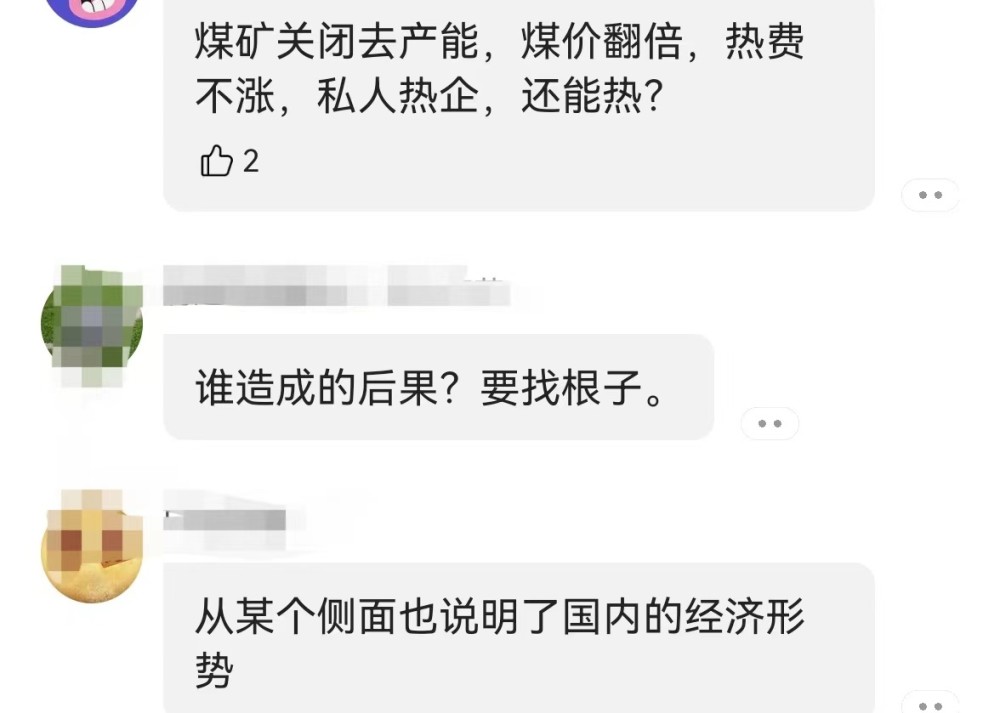 煤矿关闭去产能，煤价翻倍，热费
不涨，私人热企，还能热？
2
谁造成的后果？要找根子。
从某个侧面也说明了国内的经济形
势